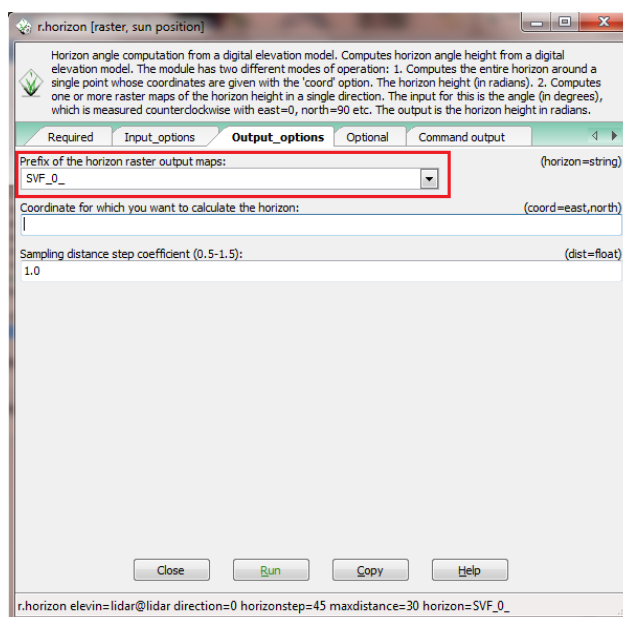 r.horizon [raster, sun position]
Horizon angle computation from a digital elevation model. Computes horizon angle height from a digital
elevation model. The module has two different modes of operation: 1. Computes the entire horizon around a
single point whose coordinates are given with the 'coord' option. The horizon height (in radians). 2. Computes
one or more raster maps of the horizon height in a single direction. The input for this is the angle (in degrees),
which is measured counterclockwise with east=0, north=90 etc. The output is the horizon height in radians.
Required Input_options Output_options Optional Command output
Prefix of the horizon raster output maps: (horizon=string)
SVF_0_
Coordinate for which you want to calculate the horizon: (coord=east,north)
Sampling distance step coefficient (0.5-1.5): (dist=float)
1.0
Close Run Copy Help
r.horizon elevin=lidar@lidar direction=0 horizonstep=45 maxdistance=30 horizon=SVF_0_